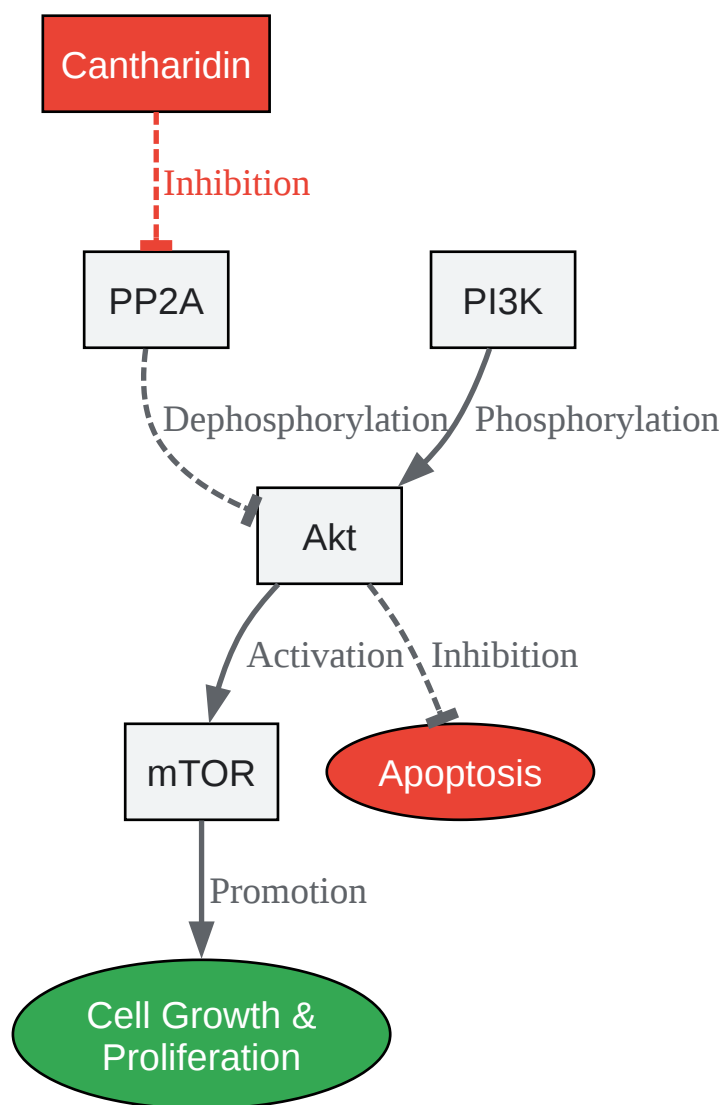 Cantharidin
Inhibition
PP2A
PI3K
Dephosphorylation
Phosphorylation
Akt
Activation
Inhibition
mTOR
Apoptosis
Promotion
Cell Growth &
Proliferation